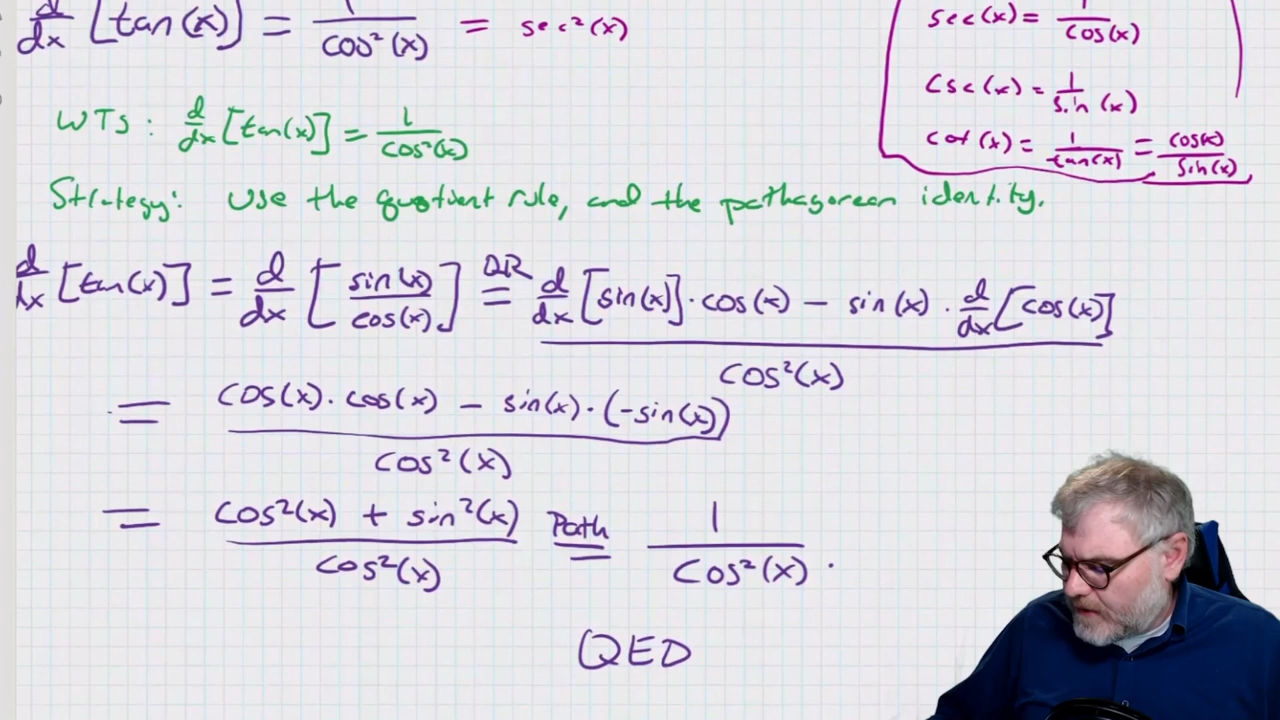 d/dx [tan(x)] = 1/cos²(x) = sec²(x)
sec(x) = 1/cos(x)
csc(x) = 1/sin(x)
cot(x) = 1/tan(x) = cos(x)/sin(x)
WTS: d/dx [tan(x)] = 1/cos²(x)
Strategy: Use the quotient rule, and the pathagorean identity.
d/dx [tan(x)] = d/dx [sin(x)/cos(x)] QR= (d/dx [sin(x)]·cos(x) − sin(x)·d/dx [cos(x)])/cos²(x)
= (cos(x)·cos(x) − sin(x)·(-sin(x)))/cos²(x)
= (cos²(x) + sin²(x))/cos²(x) Path= 1/cos²(x).
QED